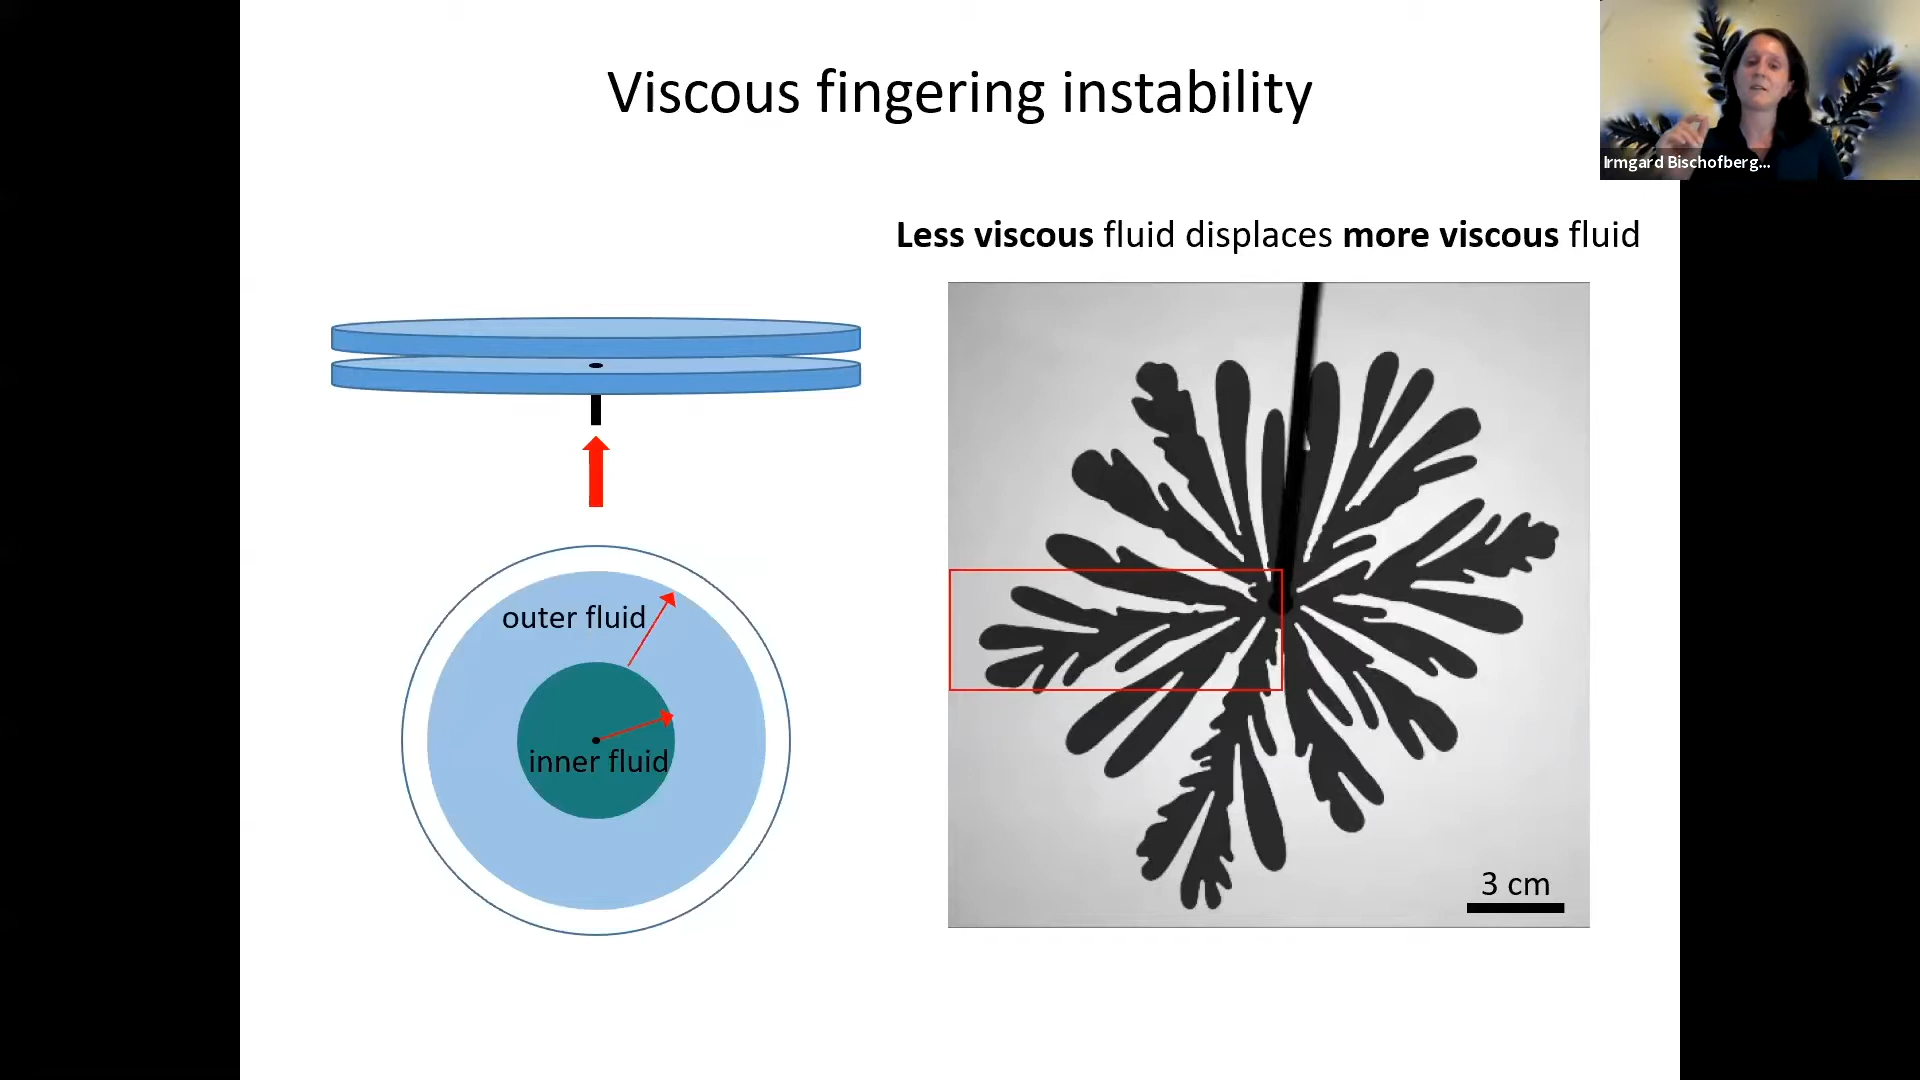 Viscous fingering instability
Irmgard Bischofberg...
Less viscous fluid displaces more viscous fluid
outer fluid
inner fluid
3 cm